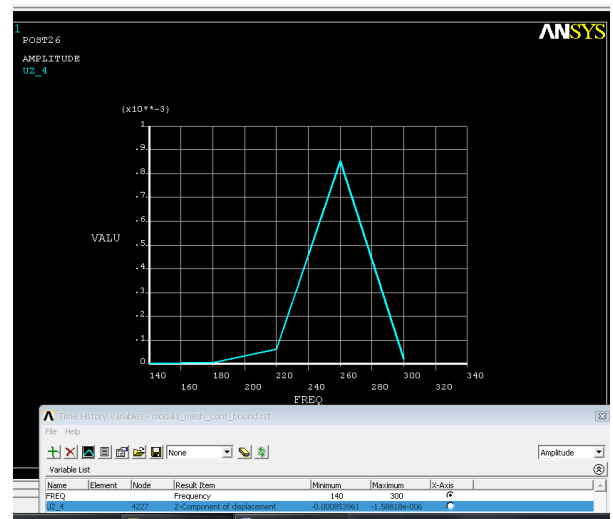 1
POST26
ANSYS
AMPLITUDE
UZ_4
(x10**-3)
1
.9
.8
.7
.6
.5
.4
.3
.2
.1
0
VALU
140 180 220 260 300 340
160 200 240 280 320
FREQ
Time History Variables - modal1_mesh_cont_bound.rst
File Help
None
Amplitude
Variable List
Name Element Node Result Item Minimum Maximum X-Axis
FREQ Frequency 140 300
UZ_4 4227 Z-Component of displacement -0.000853961 -1.58818e-006